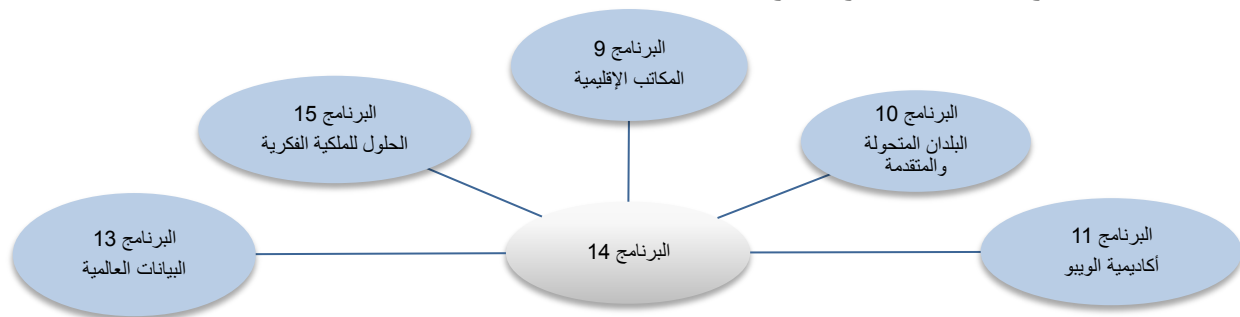 البرنامج 9
المكاتب الإقليمية
البرنامج 10
البلدان المتحولة
والمتقدمة
البرنامج 15
الحلول للملكية الفكرية
البرنامج 11
أكاديمية الويبو
البرنامج 14
البرنامج 13
البيانات العالمية